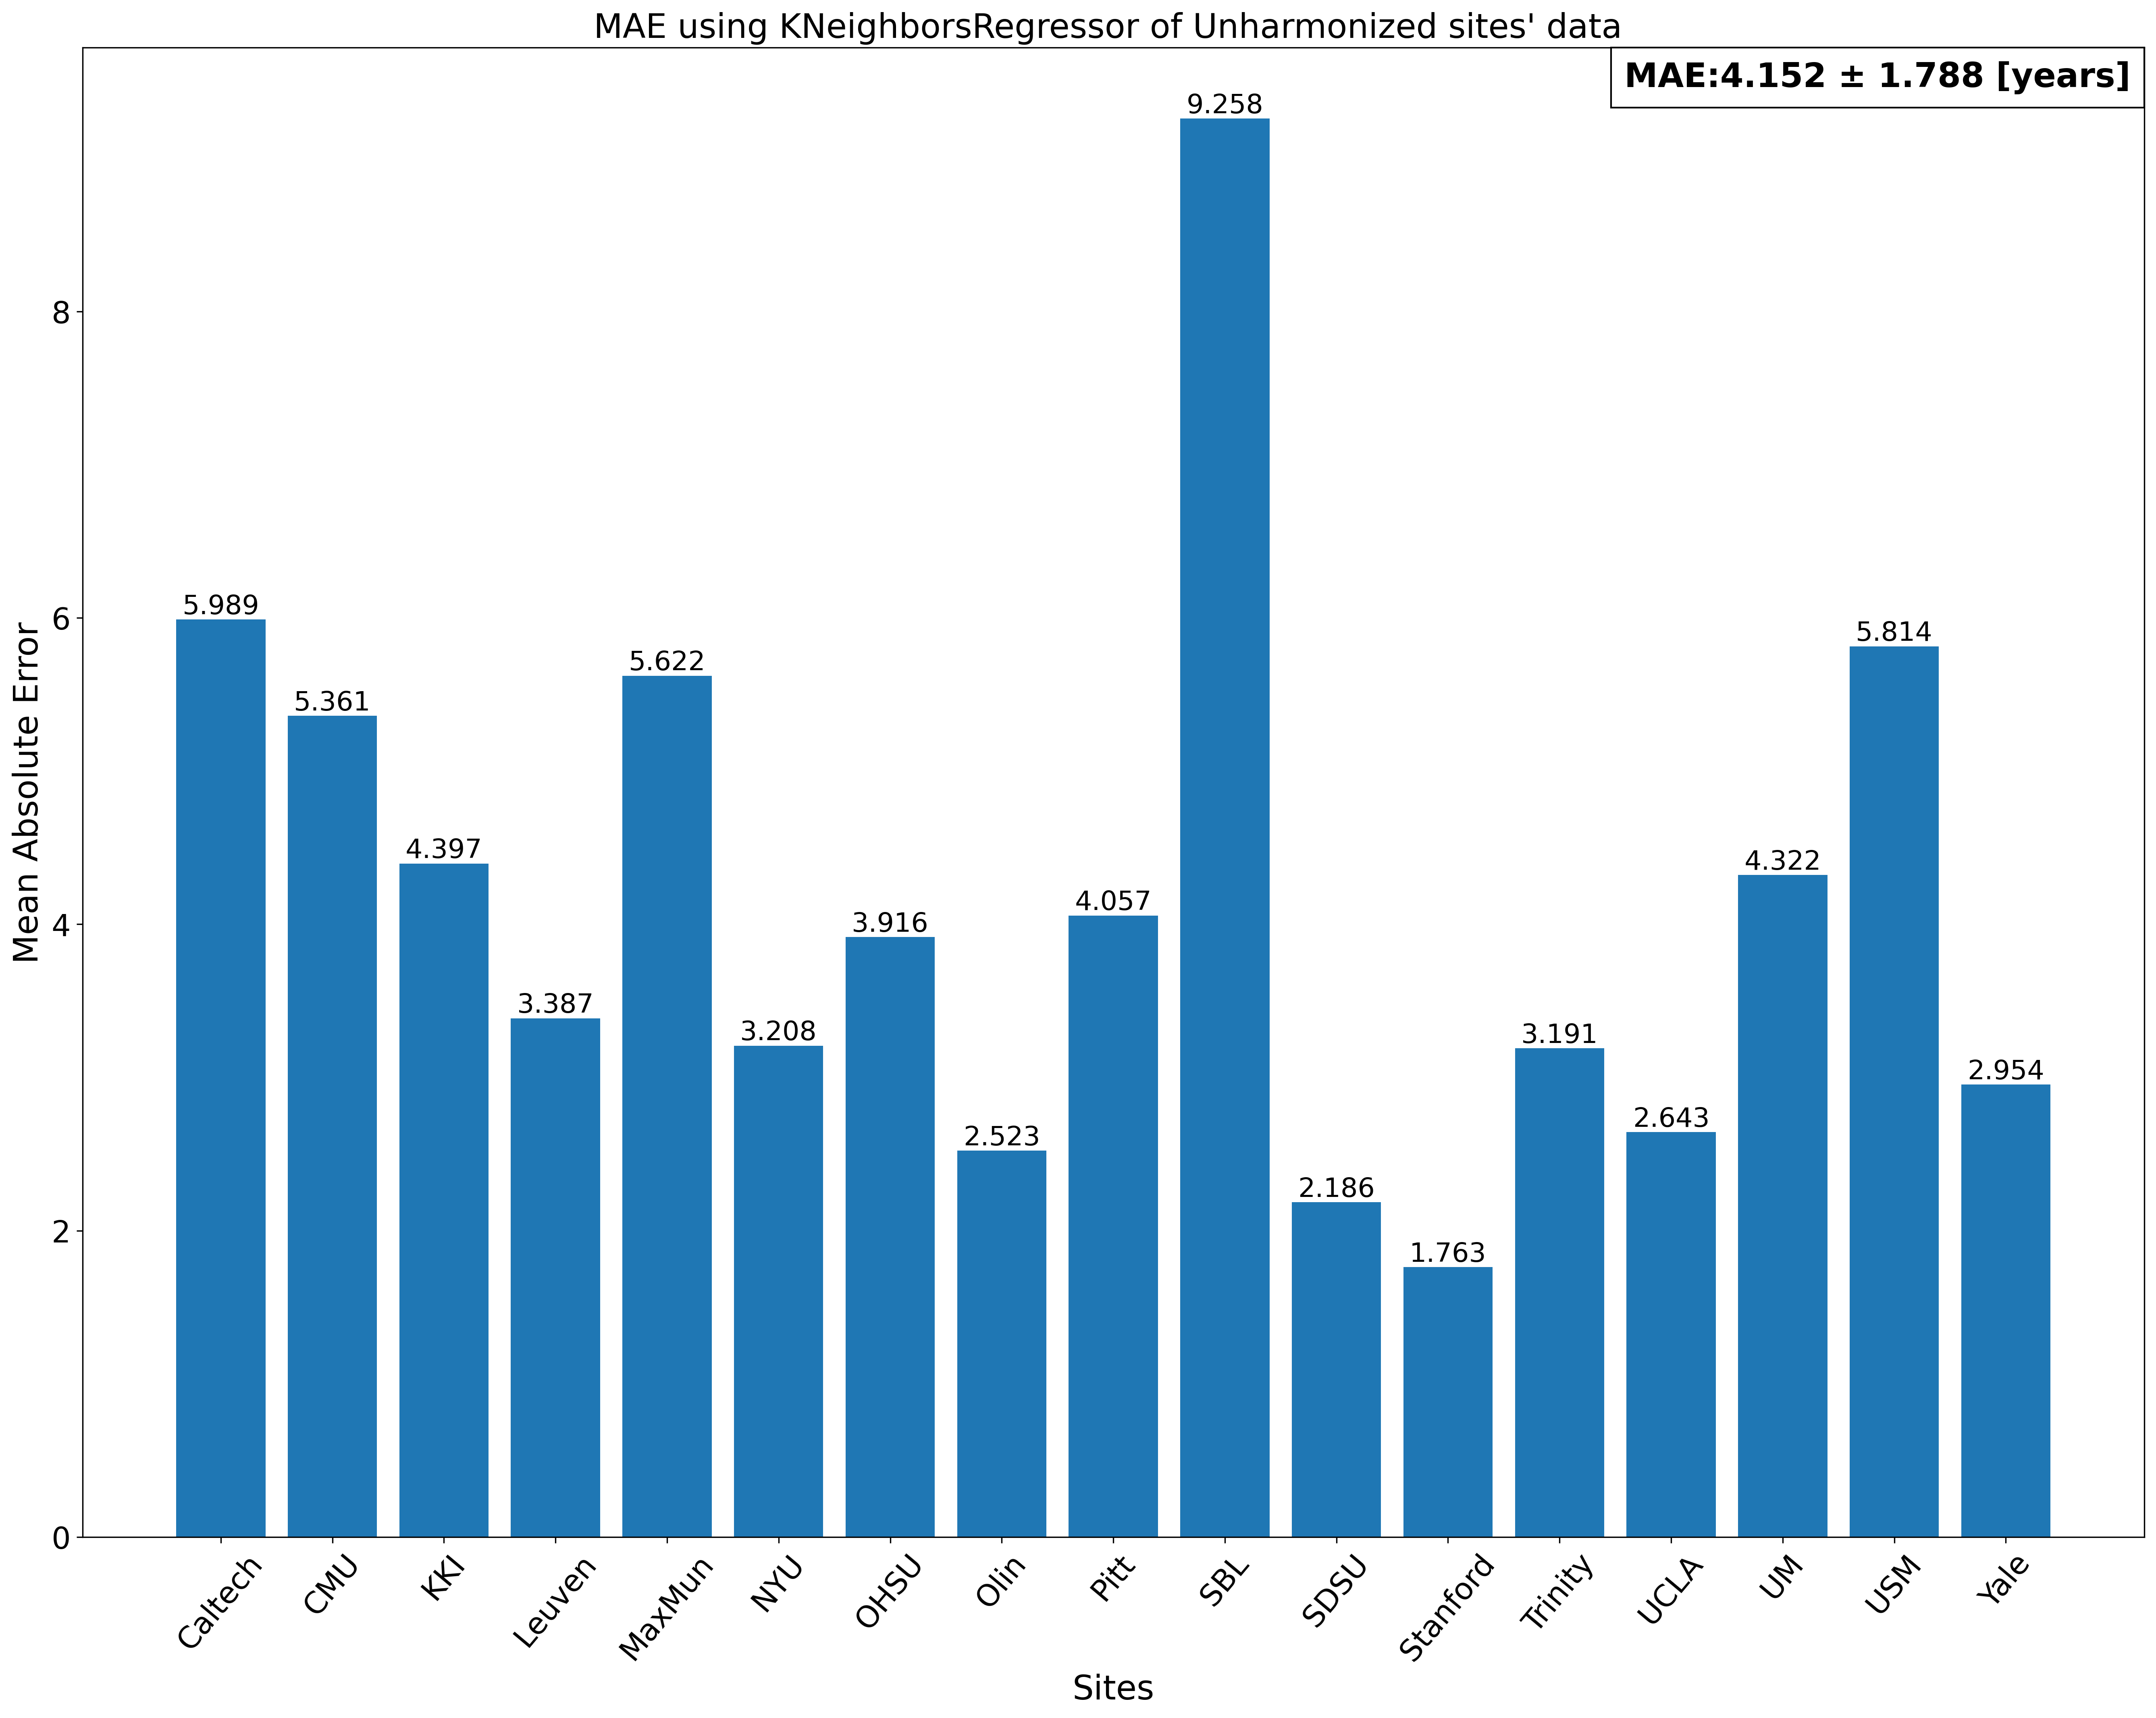 MAE using KNeighborsRegressor of Unharmonized sites' data
MAE:4.152 ± 1.788 [years]
Mean Absolute Error
8
6
4
2
0
5.989
5.361
4.397
3.387
5.622
3.208
3.916
2.523
4.057
9.258
2.186
1.763
3.191
2.643
4.322
5.814
2.954
Caltech
CMU
KKI
Leuven
MaxMun
NYU
OHSU
Olin
Pitt
SBL
SDSU
Stanford
Trinity
UCLA
UM
USM
Yale
Sites